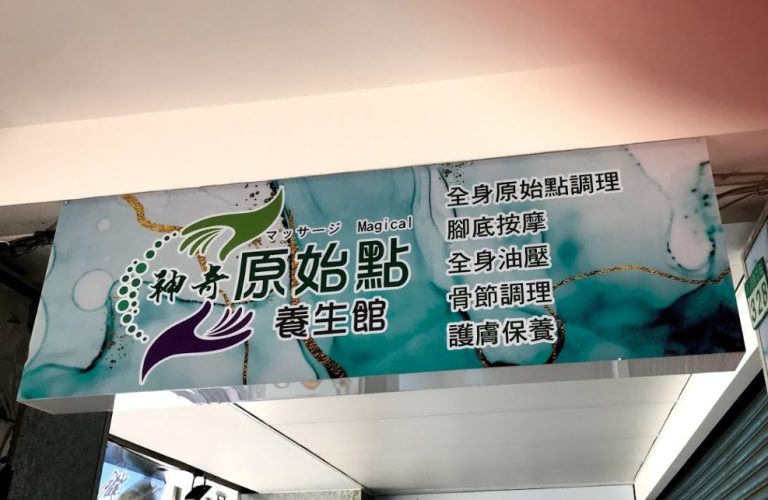 マッサージ Magical
神奇 原始點
養生館
全身原始點調理
腳底按摩
全身油壓
骨節調理
護膚保養
328